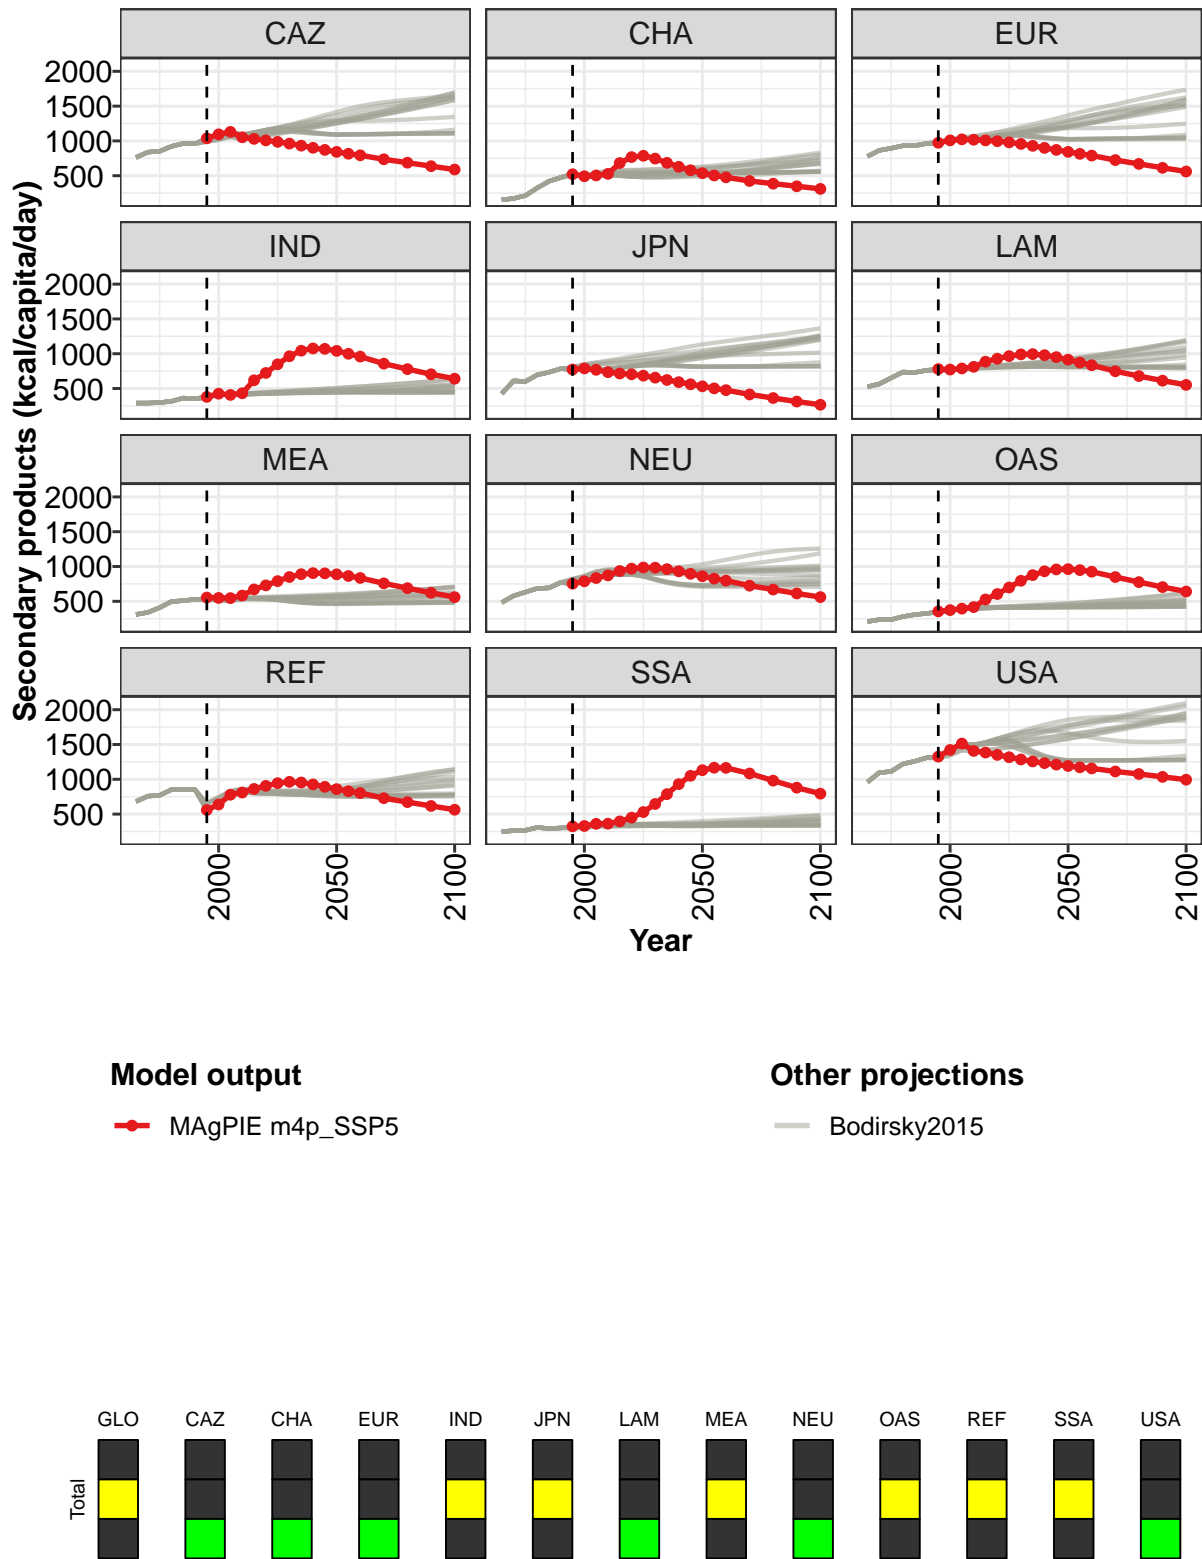 CAZ CHA EUR
2000
1500
1000
500
IND JPN LAM
2000
1500
1000
500
MEA NEU OAS
2000
1500
1000
500
REF SSA USA
2000
1500
1000
500
Secondary products (kcal/capita/day)
2000 2050 2100 2000 2050 2100 2000 2050 2100
Year
Model output Other projections
MAgPIE m4p_SSP5 Bodirsky2015
GLO CAZ CHA EUR IND JPN LAM MEA NEU OAS REF SSA USA
Total